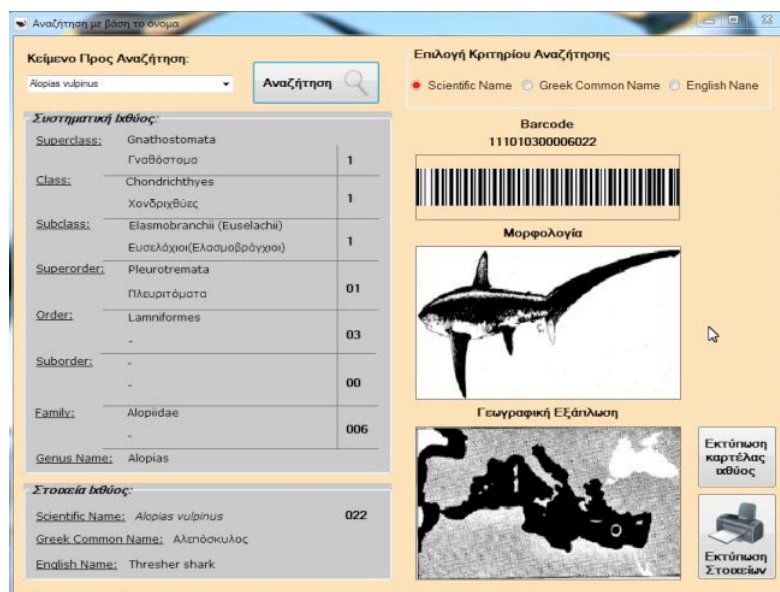 Αναζήτηση με βάση το όνομα
Κείμενο Προς Αναζήτηση:
Alopias vulpinus
Αναζήτηση
Επιλογή Κριτηρίου Αναζήτησης
Scientific Name
Greek Common Name
English Nane
Συστηματική Ιχθύος:
Superclass: Gnathostomata
Γναθόστομα 1
Class: Chondrichthyes
Χονδριχθύες 1
Subclass: Elasmobranchii (Euselachii)
Ευσελάχιοι(Ελασμοβράγχιοι) 1
Superorder: Pleurotremata
Πλευριτόματα 01
Order: Lamniformes
- 03
Suborder: -
- 00
Family: Alopiidae
- 006
Genus Name: Alopias
Στοιχεία Ιχθύος:
Scientific Name: Alopias vulpinus 022
Greek Common Name: Αλεπόσκυλος
English Name: Thresher shark
Barcode
111010300006022
Μορφολογία
Γεωγραφική Εξάπλωση
Εκτύπωση
καρτέλας
ιχθύος
Εκτύπωση
Στοιχείων